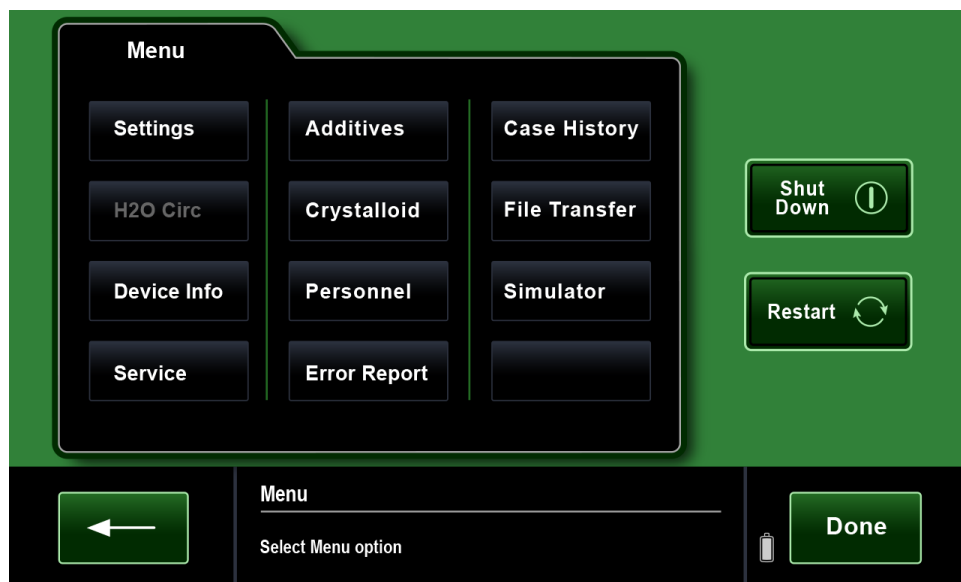 Menu
Settings
Additives
Case History
H2O Circ
Crystalloid
File Transfer
Device Info
Personnel
Simulator
Service
Error Report
Shut
Down
Restart
Menu
Select Menu option
Done